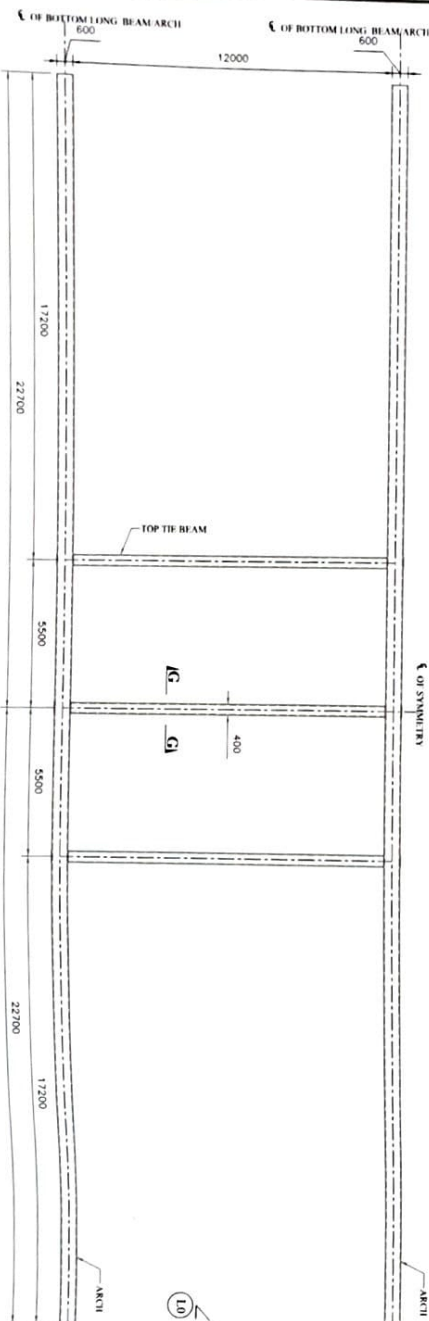 ℄ OF BOTTOM LONG BEAM ARCH
600
12000
℄ OF BOTTOM LONG BEAM ARCH
600
17200
22700
TOP TIE BEAM
5500
℄ OF SYMMETRY
G
G
400
5500
22700
17200
ARCH
ARCH
L0